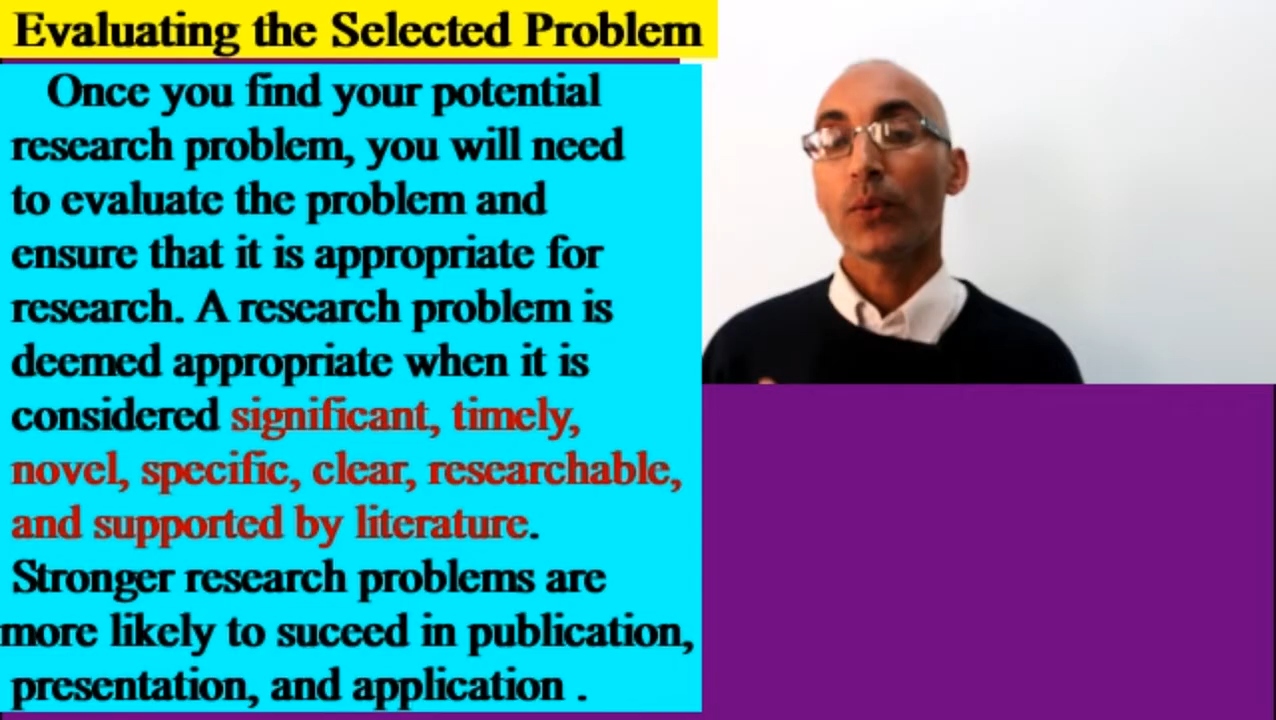 Evaluating the Selected Problem
Once you find your potential
research problem, you will need
to evaluate the problem and
ensure that it is appropriate for
research. A research problem is
deemed appropriate when it is
considered significant, timely,
novel, specific, clear, researchable,
and supported by literature.
Stronger research problems are
more likely to suceed in publication,
presentation, and application .